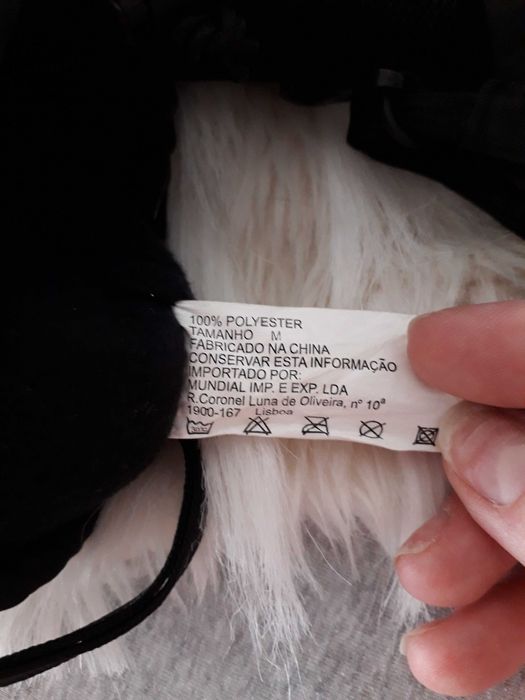 100% POLYESTER
TAMANHO M
FABRICADO NA CHINA
CONSERVAR ESTA INFORMAÇÃO
IMPORTADO POR:
MUNDIAL IMP. E EXP. LDA
R.Coronel Luna de Oliveira, nº 10ª
1900-167 Lisboa
30°C